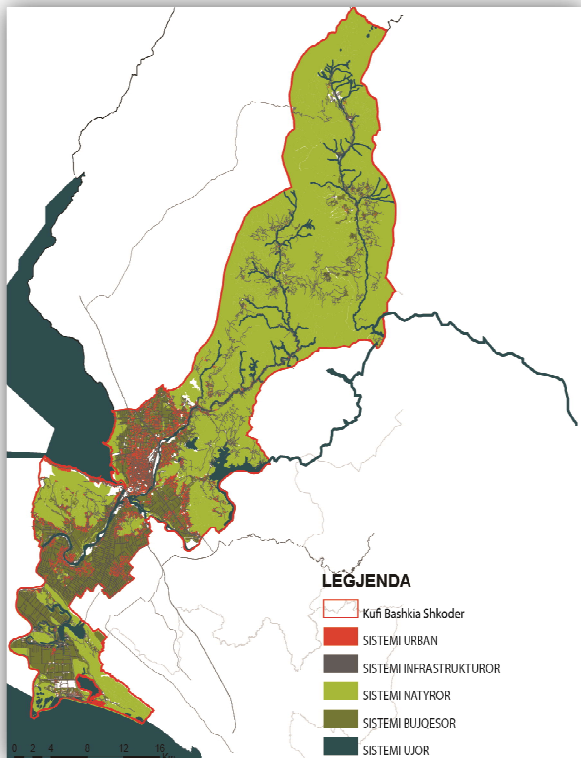 LEGJENDA
Kufi Bashkia Shkoder
SISTEMI URBAN
SISTEMI INFRASTRUKTUROR
SISTEMI NATYROR
SISTEMI BUJQESOR
SISTEMI UJOR
0 2 4 8 12 16
Km